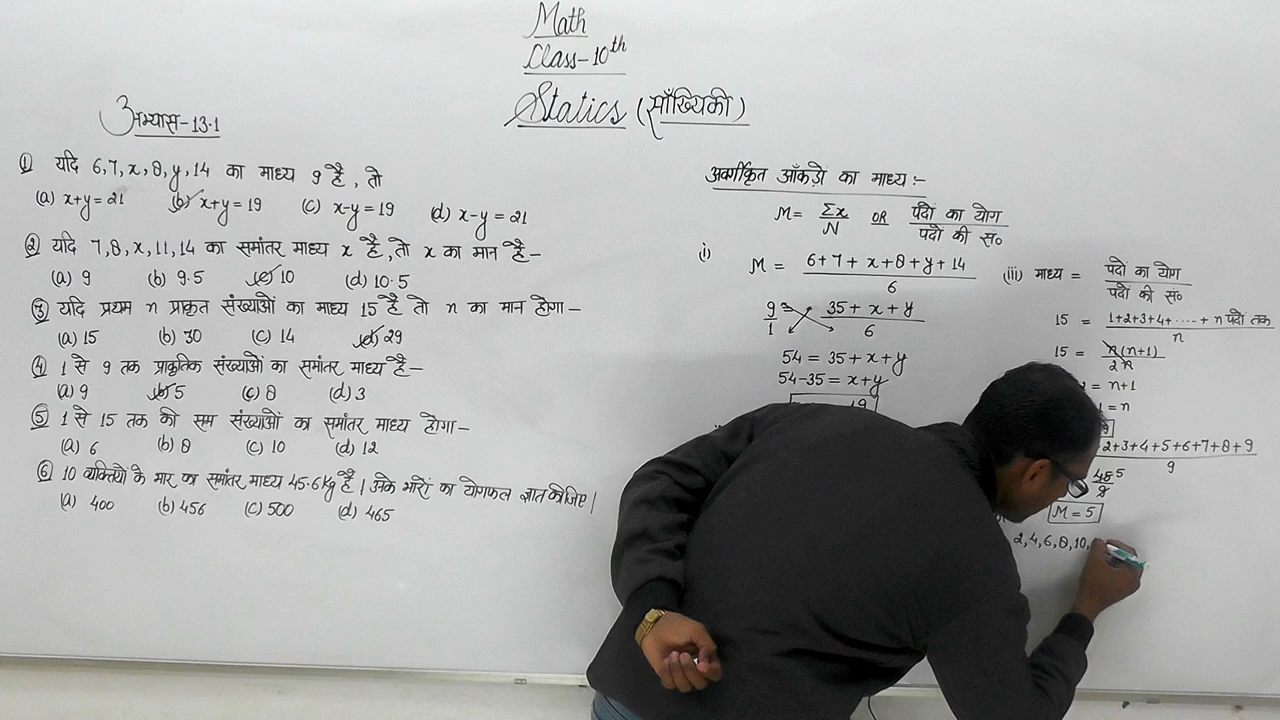 Math
Class-10th
Statics (साँख्यिकी)
अभ्यास-13.1
① यदि 6,7,x,8,y,14 का माध्य 9 है, तो
(a) x+y=21 (b) x+y=19 (c) x-y=19 (d) x-y=21
② यदि 7,8,x,11,14 का समांतर माध्य x है, तो x का मान है-
(a) 9 (b) 9.5 (c) 10 (d) 10.5
③ यदि प्रथम n प्राकृत संख्याओं का माध्य 15 है तो n का मान होगा-
(a) 15 (b) 30 (c) 14 (d) 29
④ 1 से 9 तक प्राकृतिक संख्याओं का समांतर माध्य है-
(a) 9 (b) 5 (c) 8 (d) 3
⑤ 1 से 15 तक की सम संख्याओं का समांतर माध्य होगा-
(a) 6 (b) 8 (c) 10 (d) 12
⑥ 10 व्यक्तियों के भार का समांतर माध्य 45.6 kg है। उनके भारों का योगफल ज्ञात कीजिए।
(a) 400 (b) 456 (c) 500 (d) 465
अवर्गीकृत आँकड़ो का माध्य:-
M = Σx/N OR पदों का योग/पदों की सं०
(i) M = 6+7+x+8+y+14/6
9/1 = 35+x+y/6
54 = 35+x+y
54-35 = x+y
19
(iii) माध्य = पदों का योग/पदों की सं०
15 = 1+2+3+4+.....+n पदों तक/n
15 = n(n+1)/2n
= n+1
1 = n
2+3+4+5+6+7+8+9/9
45 5/9
M = 5
2,4,6,8,10,